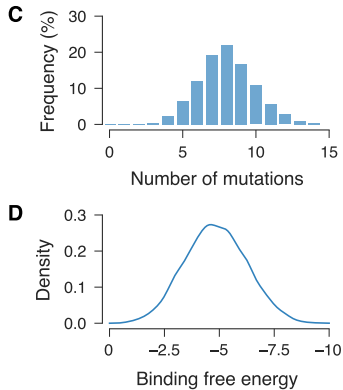 C
Frequency (%)
30
20
10
0
0 5 10 15
Number of mutations
D
Density
0.3
0.2
0.1
0.0
0 −2.5 −5 −7.5 −10
Binding free energy